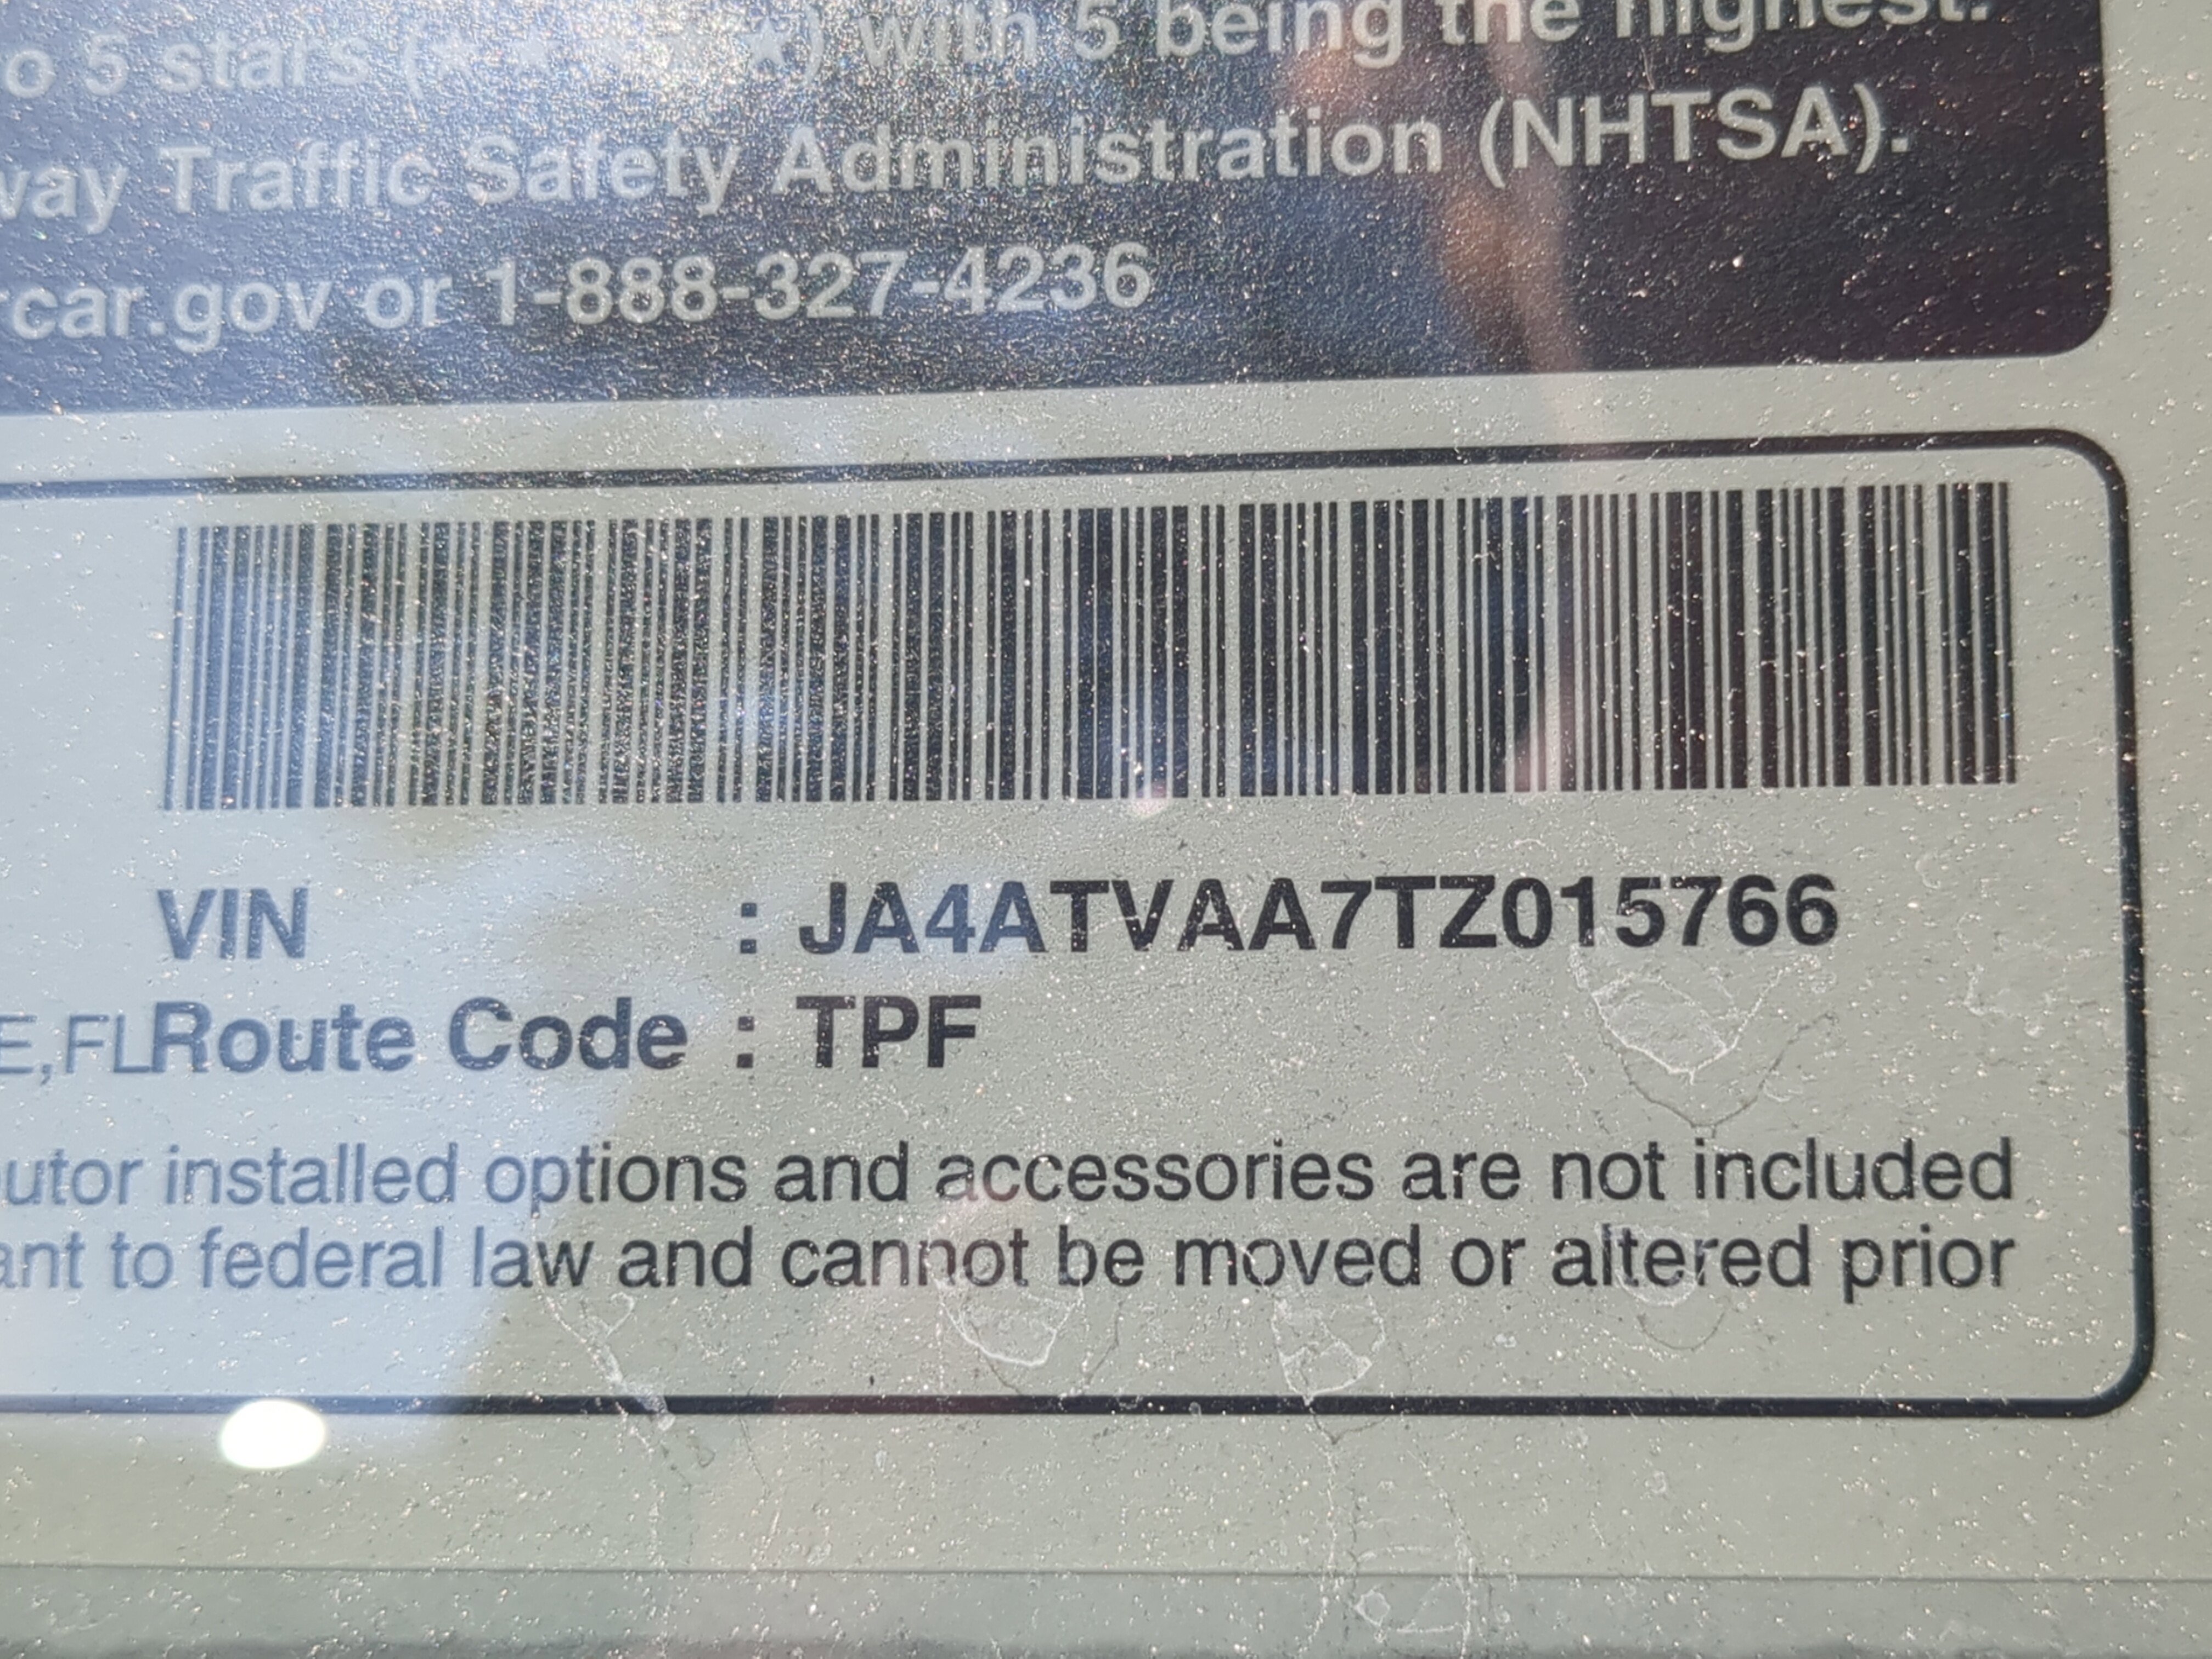 o 5 stars (★★★★★) with 5 being the highest.
way Traffic Safety Administration (NHTSA).
rcar.gov or 1-888-327-4236
VIN : JA4ATVAA7TZ015766
E,FL Route Code : TPF
utor installed options and accessories are not included
ant to federal law and cannot be moved or altered prior